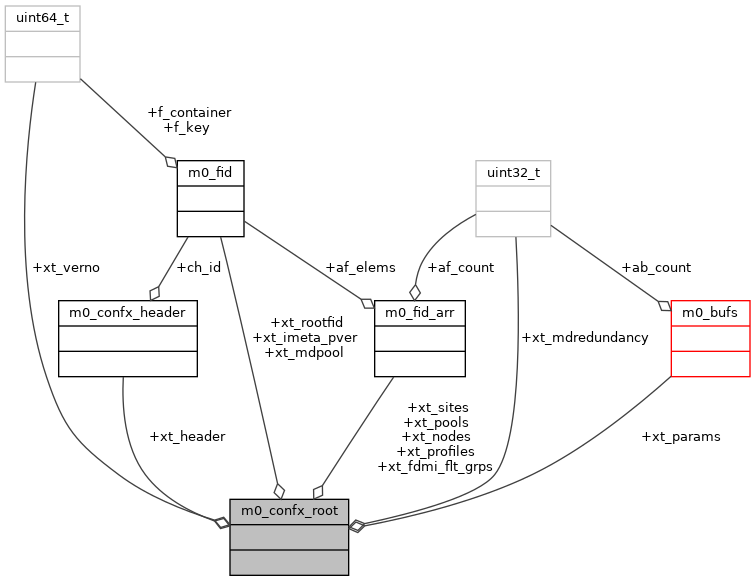 uint64_t
+f_container
+f_key
m0_fid
uint32_t
+xt_verno
+ch_id
+af_elems
+af_count
+ab_count
m0_confx_header
m0_fid_arr
m0_bufs
+xt_rootfid
+xt_imeta_pver
+xt_mdpool
+xt_mdredundancy
+xt_header
+xt_sites
+xt_pools
+xt_nodes
+xt_profiles
+xt_fdmi_flt_grps
+xt_params
m0_confx_root